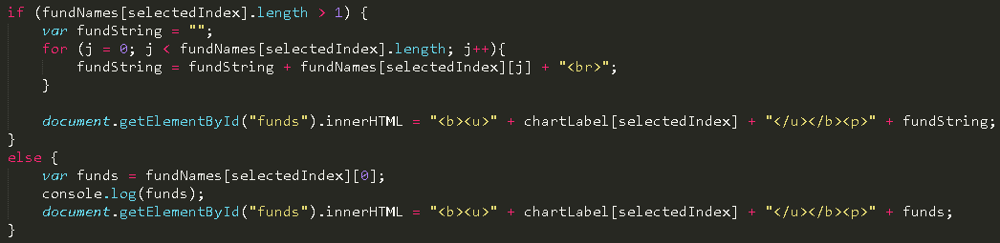 if (fundNames[selectedIndex].length > 1) {
    var fundString = "";
    for (j = 0; j < fundNames[selectedIndex].length; j++){
        fundString = fundString + fundNames[selectedIndex][j] + "<br>";
    }

    document.getElementById("funds").innerHTML = "<b><u>" + chartLabel[selectedIndex] + "</u></b><p>" + fundString;
}
else {
    var funds = fundNames[selectedIndex][0];
    console.log(funds);
    document.getElementById("funds").innerHTML = "<b><u>" + chartLabel[selectedIndex] + "</u></b><p>" + funds;
}